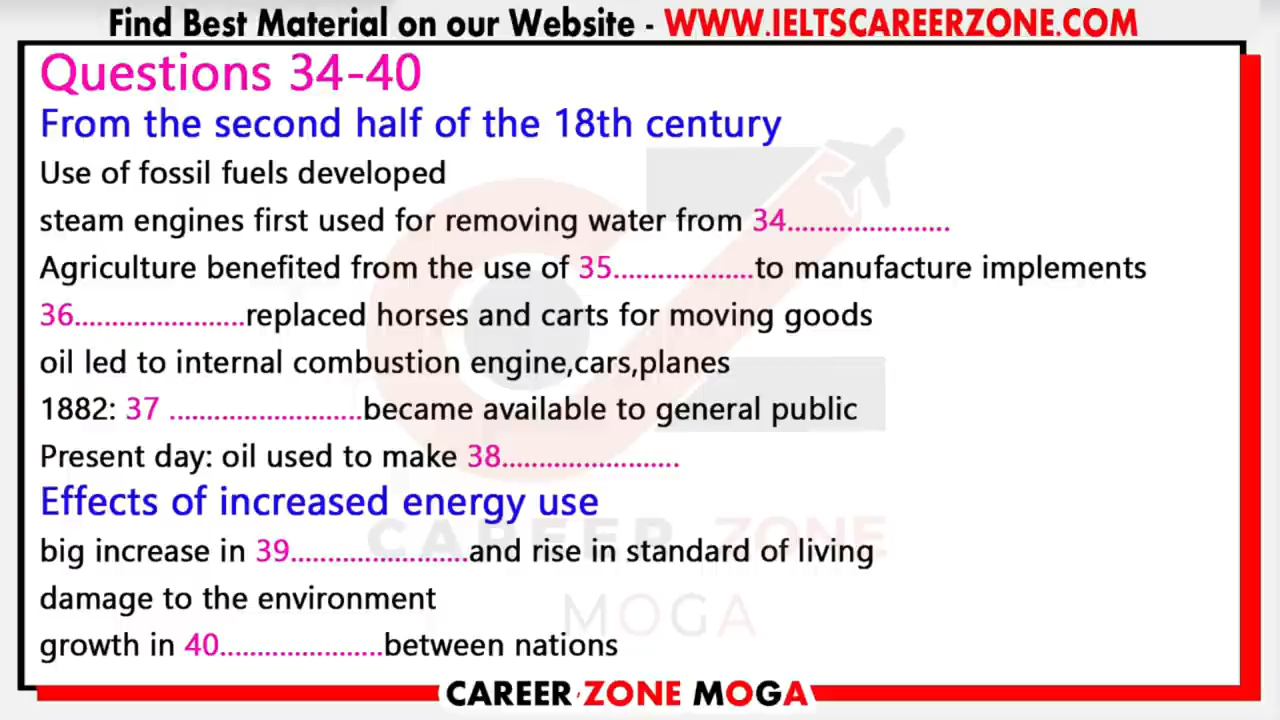 Find Best Material on our Website - WWW.IELTSCAREERZONE.COM
Questions 34-40
From the second half of the 18th century
Use of fossil fuels developed
steam engines first used for removing water from 34......................
Agriculture benefited from the use of 35...................to manufacture implements
36.......................replaced horses and carts for moving goods
oil led to internal combustion engine,cars,planes
1882: 37 ..........................became available to general public
Present day: oil used to make 38........................
Effects of increased energy use
big increase in 39........................and rise in standard of living
damage to the environment
growth in 40......................between nations
CAREER ZONE
MOGA
CAREER ZONE MOGA